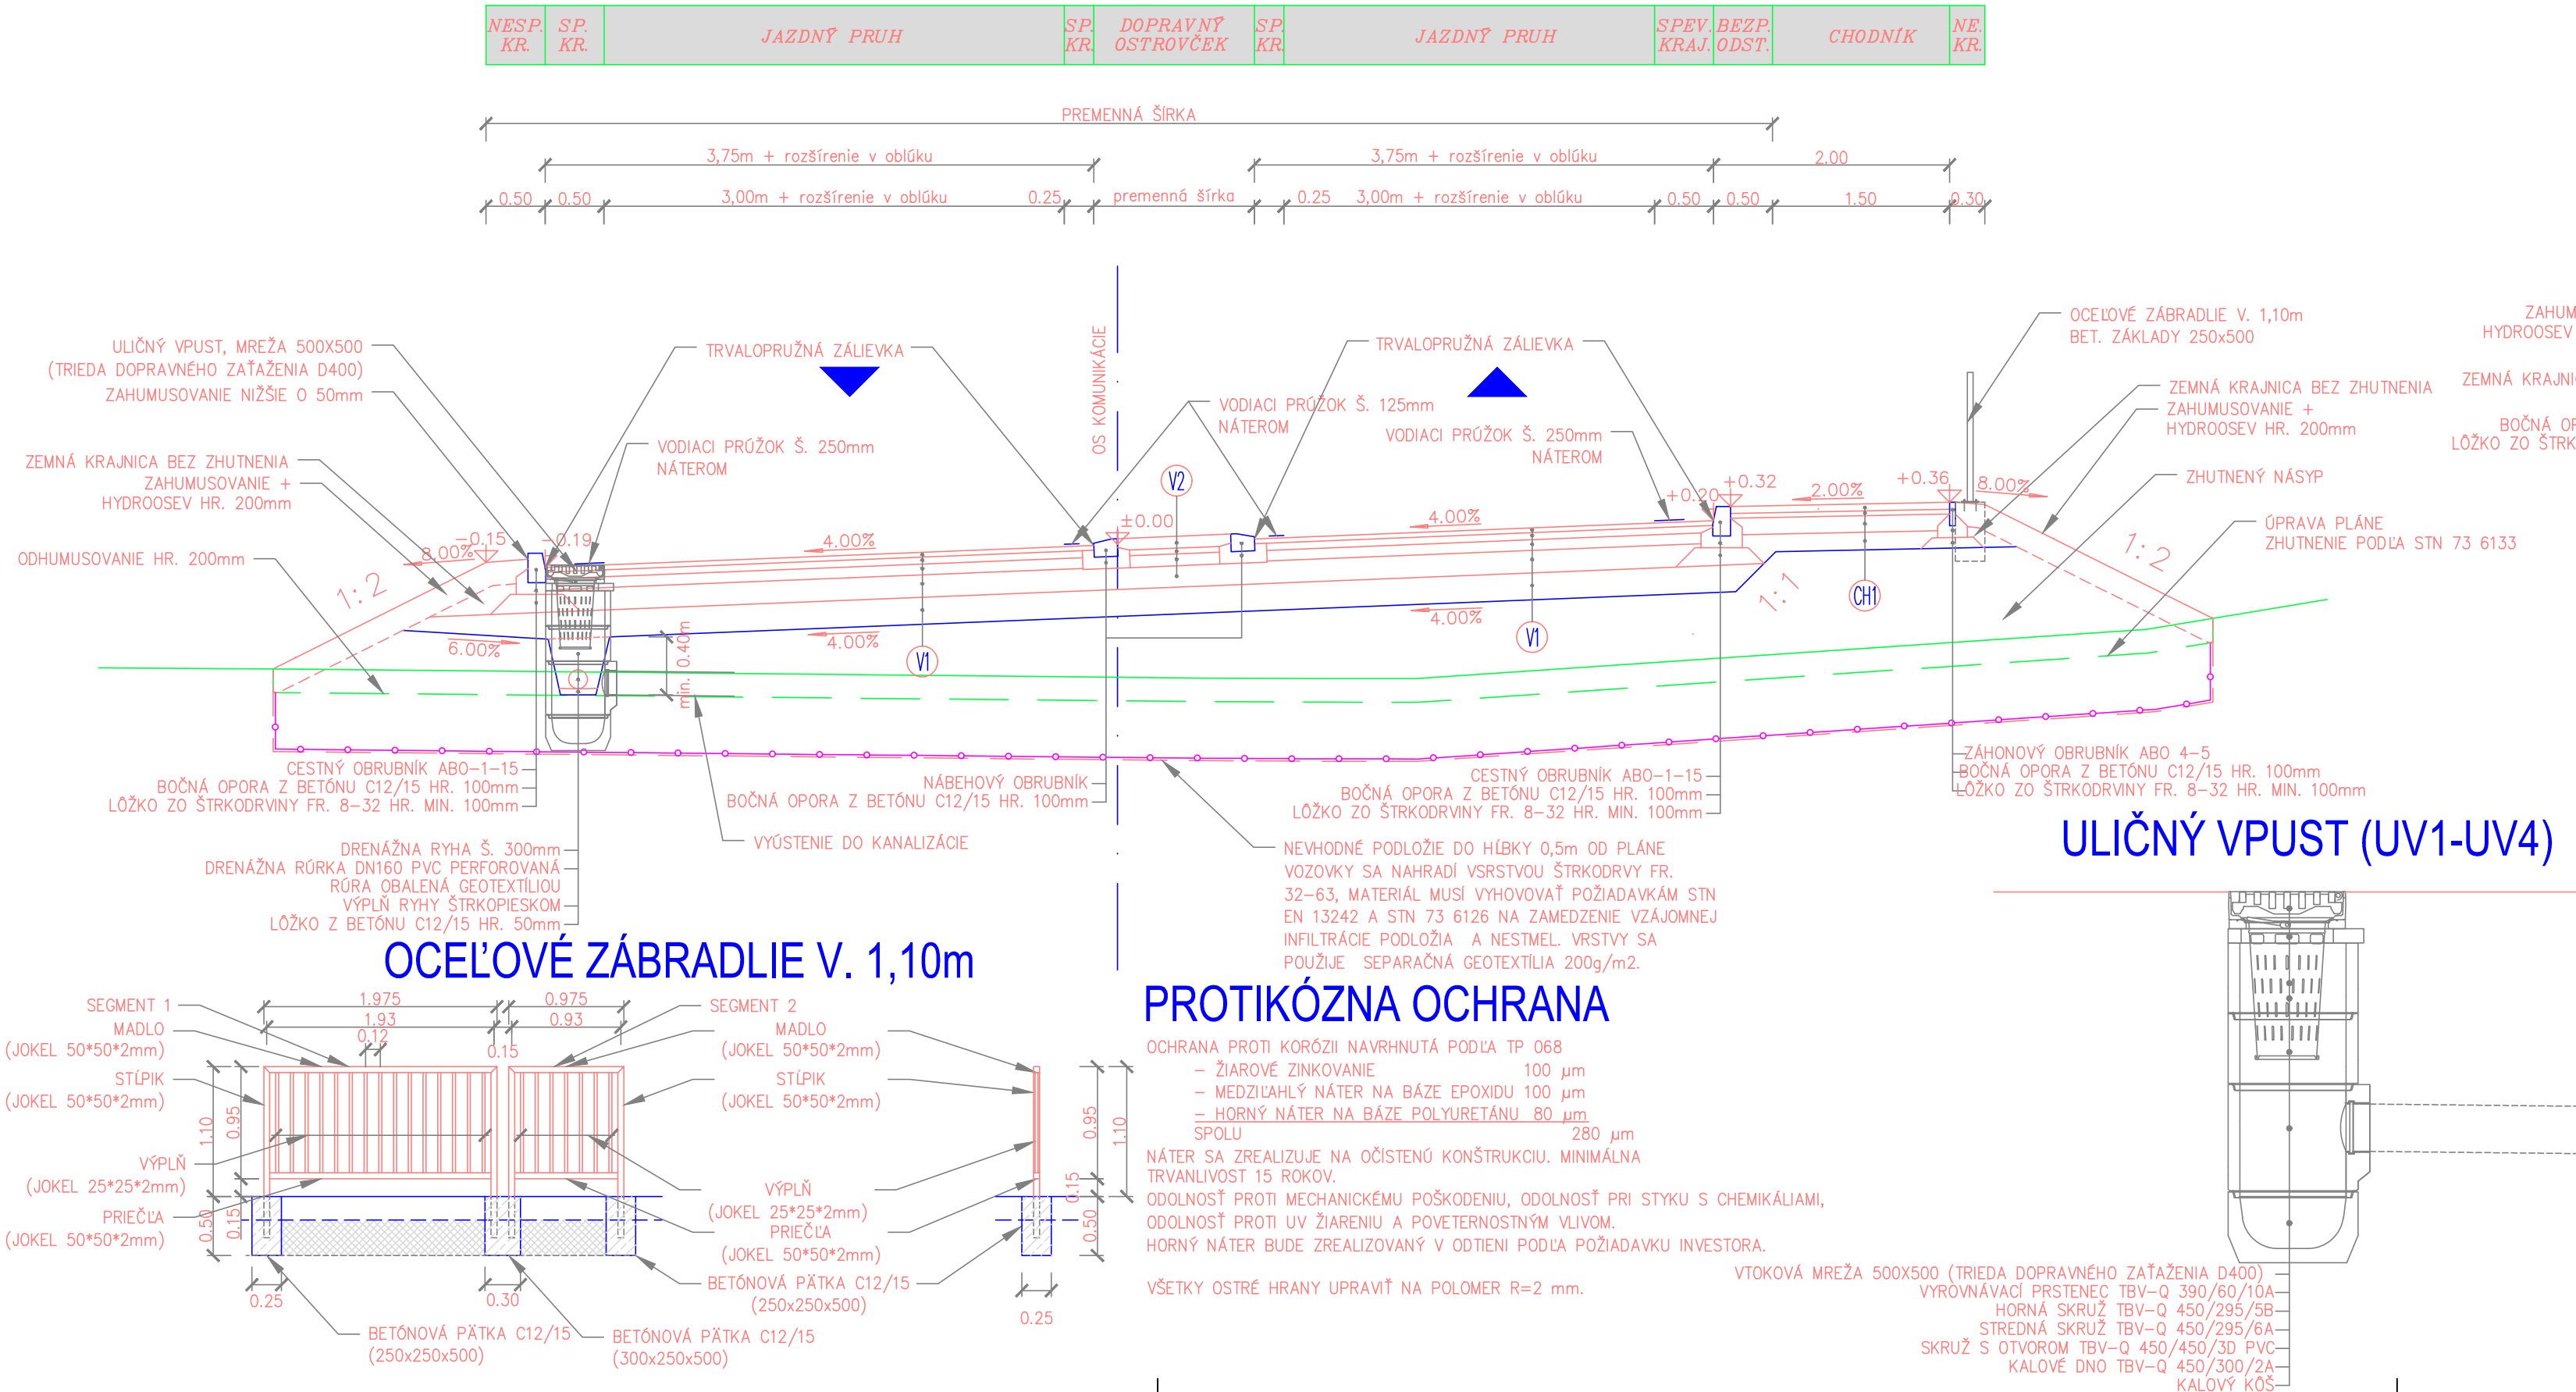 NESP. KR.
SP. KR.
JAZDNÝ PRUH
SP. KR.
DOPRAVNÝ OSTROVČEK
SP. KR.
JAZDNÝ PRUH
SPEV. KRAJ.
BEZP. ODST.
CHODNÍK
NE. KR.
PREMENNÁ ŠÍRKA
3,75m + rozšírenie v oblúku
3,75m + rozšírenie v oblúku
2.00
0.50
0.50
3,00m + rozšírenie v oblúku
0.25
premenná šírka
0.25
3,00m + rozšírenie v oblúku
0.50
0.50
1.50
0.30
ULIČNÝ VPUST, MREŽA 500X500
(TRIEDA DOPRAVNÉHO ZAŤAŽENIA D400)
ZAHUMUSOVANIE NIŽŠIE O 50mm
ZEMNÁ KRAJNICA BEZ ZHUTNENIA
ZAHUMUSOVANIE +
HYDROOSEV HR. 200mm
ODHUMUSOVANIE HR. 200mm
TRVALOPRUŽNÁ ZÁLIEVKA
VODIACI PRÚŽOK Š. 250mm
NÁTEROM
OS KOMUNIKÁCIE
TRVALOPRUŽNÁ ZÁLIEVKA
VODIACI PRÚŽOK Š. 125mm
NÁTEROM
VODIACI PRÚŽOK Š. 250mm
NÁTEROM
OCEĽOVÉ ZÁBRADLIE V. 1,10m
BET. ZÁKLADY 250x500
ZEMNÁ KRAJNICA BEZ ZHUTNENIA
ZAHUMUSOVANIE +
HYDROOSEV HR. 200mm
ZHUTNENÝ NÁSYP
ÚPRAVA PLÁNE
ZHUTNENIE PODĽA STN 73 6133
ZAHUM
HYDROOSEV
ZEMNÁ KRAJNI
BOČNÁ OP
LÔŽKO ZO ŠTRK
1:2
8.00%
-0.15
-0.19
4.00%
±0.00
V2
4.00%
+0.20
+0.32
2.00%
+0.36
8.00%
1:2
6.00%
4.00%
min. 0.40m
V1
4.00%
V1
1:1
CH1
CESTNÝ OBRUBNÍK ABO-1-15
BOČNÁ OPORA Z BETÓNU C12/15 HR. 100mm
LÔŽKO ZO ŠTRKODRVINY FR. 8-32 HR. MIN. 100mm
DRENÁŽNA RYHA Š. 300mm
DRENÁŽNA RÚRKA DN160 PVC PERFOROVANÁ
RÚRA OBALENÁ GEOTEXTÍLIOU
VÝPLŇ RYHY ŠTRKOPIESKOM
LÔŽKO Z BETÓNU C12/15 HR. 50mm
NÁBEHOVÝ OBRUBNÍK
BOČNÁ OPORA Z BETÓNU C12/15 HR. 100mm
VYÚSTENIE DO KANALIZÁCIE
CESTNÝ OBRUBNÍK ABO-1-15
BOČNÁ OPORA Z BETÓNU C12/15 HR. 100mm
LÔŽKO ZO ŠTRKODRVINY FR. 8-32 HR. MIN. 100mm
ZÁHONOVÝ OBRUBNÍK ABO 4-5
BOČNÁ OPORA Z BETÓNU C12/15 HR. 100mm
LÔŽKO ZO ŠTRKODRVINY FR. 8-32 HR. MIN. 100mm
NEVHODNÉ PODLOŽIE DO HĹBKY 0,5m OD PLÁNE
VOZOVKY SA NAHRADÍ VSRSTVOU ŠTRKODRVY FR.
32-63, MATERIÁL MUSÍ VYHOVOVAŤ POŽIADAVKÁM STN
EN 13242 A STN 73 6126 NA ZAMEDZENIE VZÁJOMNEJ
INFILTRÁCIE PODLOŽIA A NESTMEL. VRSTVY SA
POUŽIJE SEPARAČNÁ GEOTEXTÍLIA 200g/m2.
OCEĽOVÉ ZÁBRADLIE V. 1,10m
SEGMENT 1
MADLO
(JOKEL 50*50*2mm)
STĹPIK
(JOKEL 50*50*2mm)
VÝPLŇ
(JOKEL 25*25*2mm)
PRIEČĽA
(JOKEL 50*50*2mm)
1.975
0.975
1.93
0.93
0.12
0.15
1.10
0.95
0.50
0.15
0.25
0.30
SEGMENT 2
MADLO
(JOKEL 50*50*2mm)
STĹPIK
(JOKEL 50*50*2mm)
VÝPLŇ
(JOKEL 25*25*2mm)
PRIEČĽA
(JOKEL 50*50*2mm)
BETÓNOVÁ PÄTKA C12/15
(250x250x500)
BETÓNOVÁ PÄTKA C12/15
(250x250x500)
BETÓNOVÁ PÄTKA C12/15
(300x250x500)
0.95
1.10
0.15
0.50
0.25
PROTIKÓZNA OCHRANA
OCHRANA PROTI KORÓZII NAVRHNUTÁ PODĽA TP 068
- ŽIAROVÉ ZINKOVANIE 100 µm
- MEDZIĽAHLÝ NÁTER NA BÁZE EPOXIDU 100 µm
- HORNÝ NÁTER NA BÁZE POLYURETÁNU 80 µm
SPOLU 280 µm
NÁTER SA ZREALIZUJE NA OČÍSTENÚ KONŠTRUKCIU. MINIMÁLNA
TRVANLIVOST 15 ROKOV.
ODOLNOSŤ PROTI MECHANICKÉMU POŠKODENIU, ODOLNOSŤ PRI STYKU S CHEMIKÁLIAMI,
ODOLNOSŤ PROTI UV ŽIARENIU A POVETERNOSTNÝM VLIVOM.
HORNÝ NÁTER BUDE ZREALIZOVANÝ V ODTIENI PODĽA POŽIADAVKU INVESTORA.
VŠETKY OSTRÉ HRANY UPRAVIŤ NA POLOMER R=2 mm.
ULIČNÝ VPUST (UV1-UV4)
VTOKOVÁ MREŽA 500X500 (TRIEDA DOPRAVNÉHO ZAŤAŽENIA D400)
VYROVNÁVACÍ PRSTENEC TBV-Q 390/60/10A
HORNÁ SKRUŽ TBV-Q 450/295/5B
STREDNÁ SKRUŽ TBV-Q 450/295/6A
SKRUŽ S OTVOROM TBV-Q 450/450/3D PVC
KALOVÉ DNO TBV-Q 450/300/2A
KALOVÝ KÔŠ